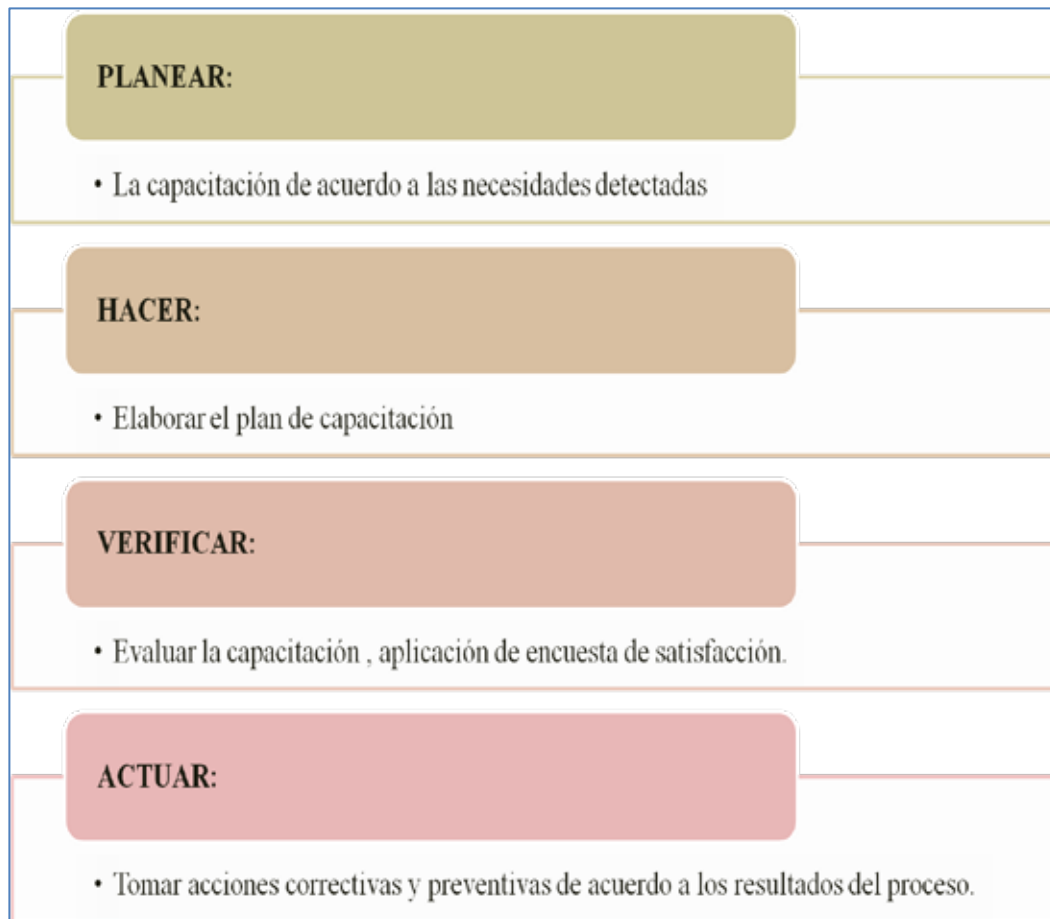 PLANEAR:
• La capacitación de acuerdo a las necesidades detectadas
HACER:
• Elaborar el plan de capacitación
VERIFICAR:
• Evaluar la capacitación , aplicación de encuesta de satisfacción.
ACTUAR:
• Tomar acciones correctivas y preventivas de acuerdo a los resultados del proceso.